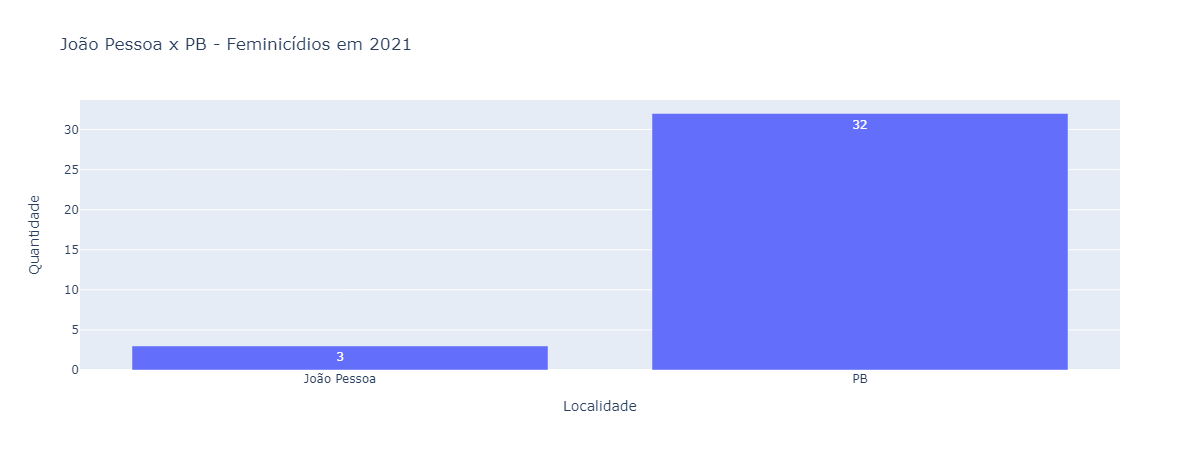 João Pessoa x PB - Feminicídios em 2021
Quantidade
30
25
20
15
10
5
0
32
3
João Pessoa
PB
Localidade